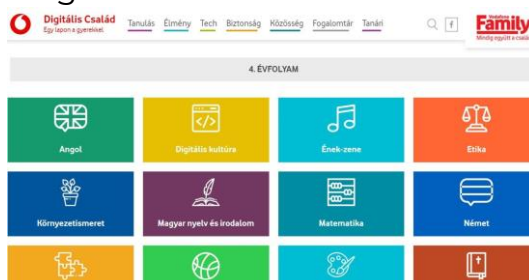 Digitális Család
Egy lapon a gyerekkel
Tanulás Élmény Tech Biztonság Közösség Fogalomtár Tanári
Family
Mindig együtt a család
4. ÉVFOLYAM
Angol
Digitális kultúra
Ének-zene
Etika
Környezetismeret
Magyar nyelv és irodalom
Matematika
Német